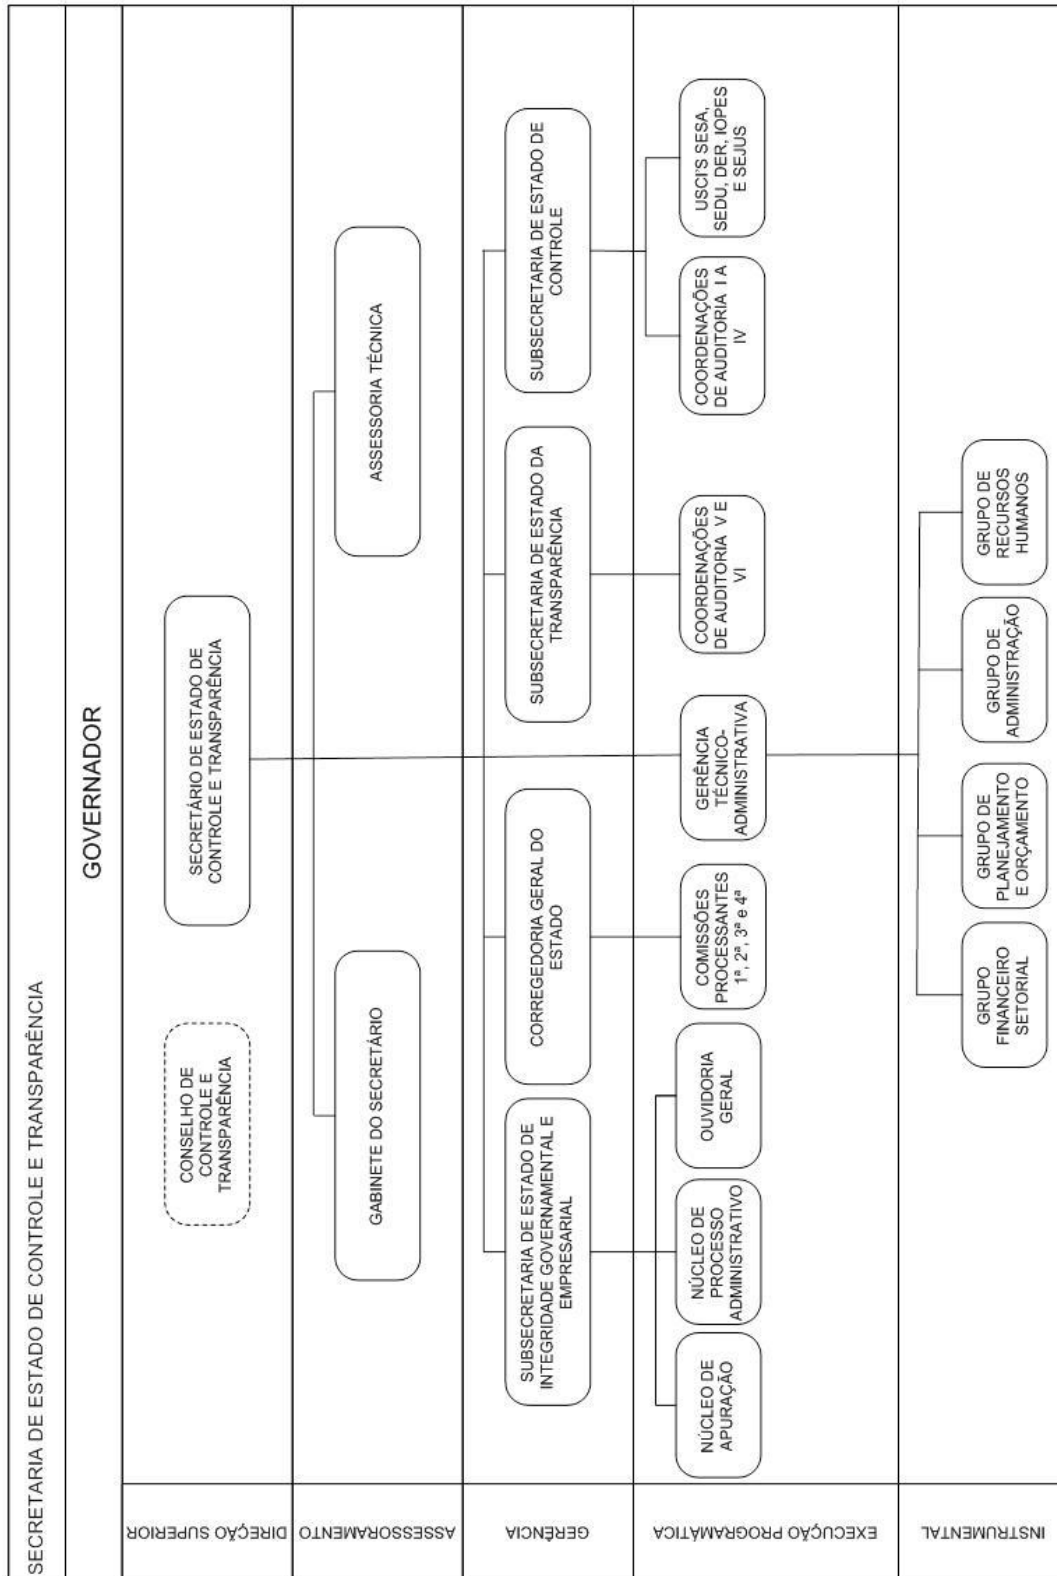 SECRETARIA DE ESTADO DE CONTROLE E TRANSPARÊNCIA
GOVERNADOR
DIREÇÃO SUPERIOR
CONSELHO DE
CONTROLE E
TRANSPARÊNCIA
SECRETÁRIO DE ESTADO DE
CONTROLE E TRANSPARÊNCIA
ASSESSORAMENTO
GABINETE DO SECRETÁRIO
ASSESSORIA TÉCNICA
GERÊNCIA
SUBSECRETARIA DE ESTADO DE
INTEGRIDADE GOVERNAMENTAL E
EMPRESARIAL
CORREGEDORIA GERAL DO
ESTADO
SUBSECRETARIA DE ESTADO DA
TRANSPARÊNCIA
SUBSECRETARIA DE ESTADO DE
CONTROLE
EXECUÇÃO PROGRAMÁTICA
NÚCLEO DE
APURAÇÃO
NÚCLEO DE
PROCESSO
ADMINISTRATIVO
OUVIDORIA
GERAL
COMISSÕES
PROCESSANTES
1ª, 2ª, 3ª e 4ª
GERÊNCIA
TÉCNICO-
ADMINISTRATIVA
COORDENAÇÕES
DE AUDITORIA V E
VI
COORDENAÇÕES
DE AUDITORIA I A
IV
USCI'S SESA,
SEDU, DER, IOPES
E SEJUS
INSTRUMENTAL
GRUPO
FINANCEIRO
SETORIAL
GRUPO DE
PLANEJAMENTO
E ORÇAMENTO
GRUPO DE
ADMINISTRAÇÃO
GRUPO DE
RECURSOS
HUMANOS